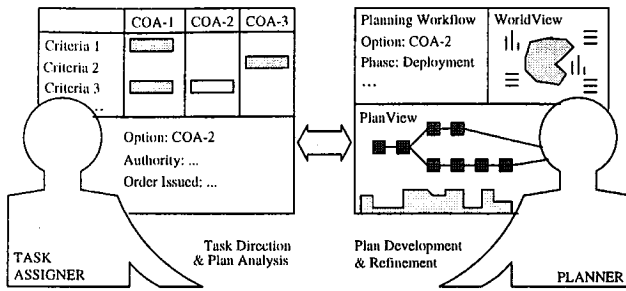 COA-1 COA-2 COA-3
Criteria 1
Criteria 2
Criteria 3
...
Option: COA-2
Authority: ...
Order Issued: ...
TASK
ASSIGNER
Task Direction
& Plan Analysis
Planning Workflow
Option: COA-2
Phase: Deployment
...
WorldView
PlanView
Plan Development
& Refinement
PLANNER